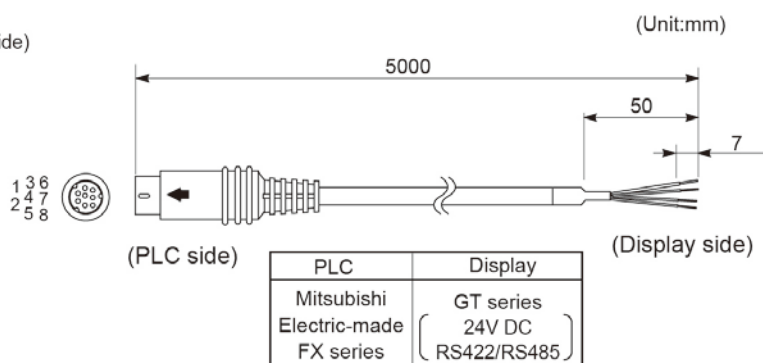 (Unit:mm)
ide)
5000
50
7
1 3 6
2 4 7
5 8
(PLC side)
(Display side)
PLC Display
Mitsubishi GT series
Electric-made 24V DC
FX series RS422/RS485